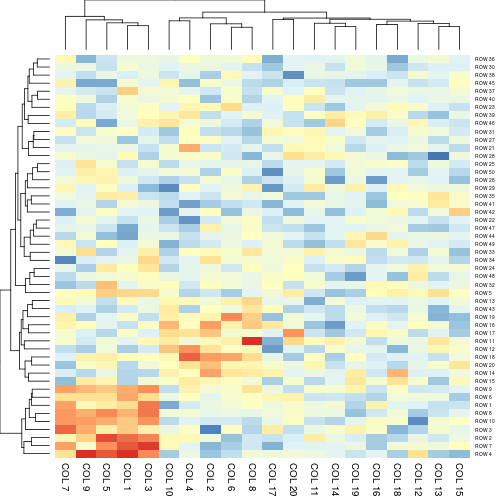 ROW 36
ROW 30
ROW 38
ROW 45
ROW 37
ROW 40
ROW 23
ROW 39
ROW 46
ROW 31
ROW 27
ROW 21
ROW 28
ROW 25
ROW 50
ROW 26
ROW 29
ROW 35
ROW 41
ROW 42
ROW 22
ROW 47
ROW 44
ROW 49
ROW 33
ROW 34
ROW 24
ROW 48
ROW 32
ROW 5
ROW 13
ROW 43
ROW 19
ROW 16
ROW 17
ROW 11
ROW 12
ROW 18
ROW 20
ROW 14
ROW 15
ROW 9
ROW 6
ROW 1
ROW 8
ROW 10
ROW 3
ROW 2
ROW 7
ROW 4
COL 7
COL 9
COL 5
COL 1
COL 3
COL 10
COL 4
COL 2
COL 6
COL 8
COL 17
COL 20
COL 11
COL 14
COL 19
COL 16
COL 18
COL 12
COL 13
COL 15